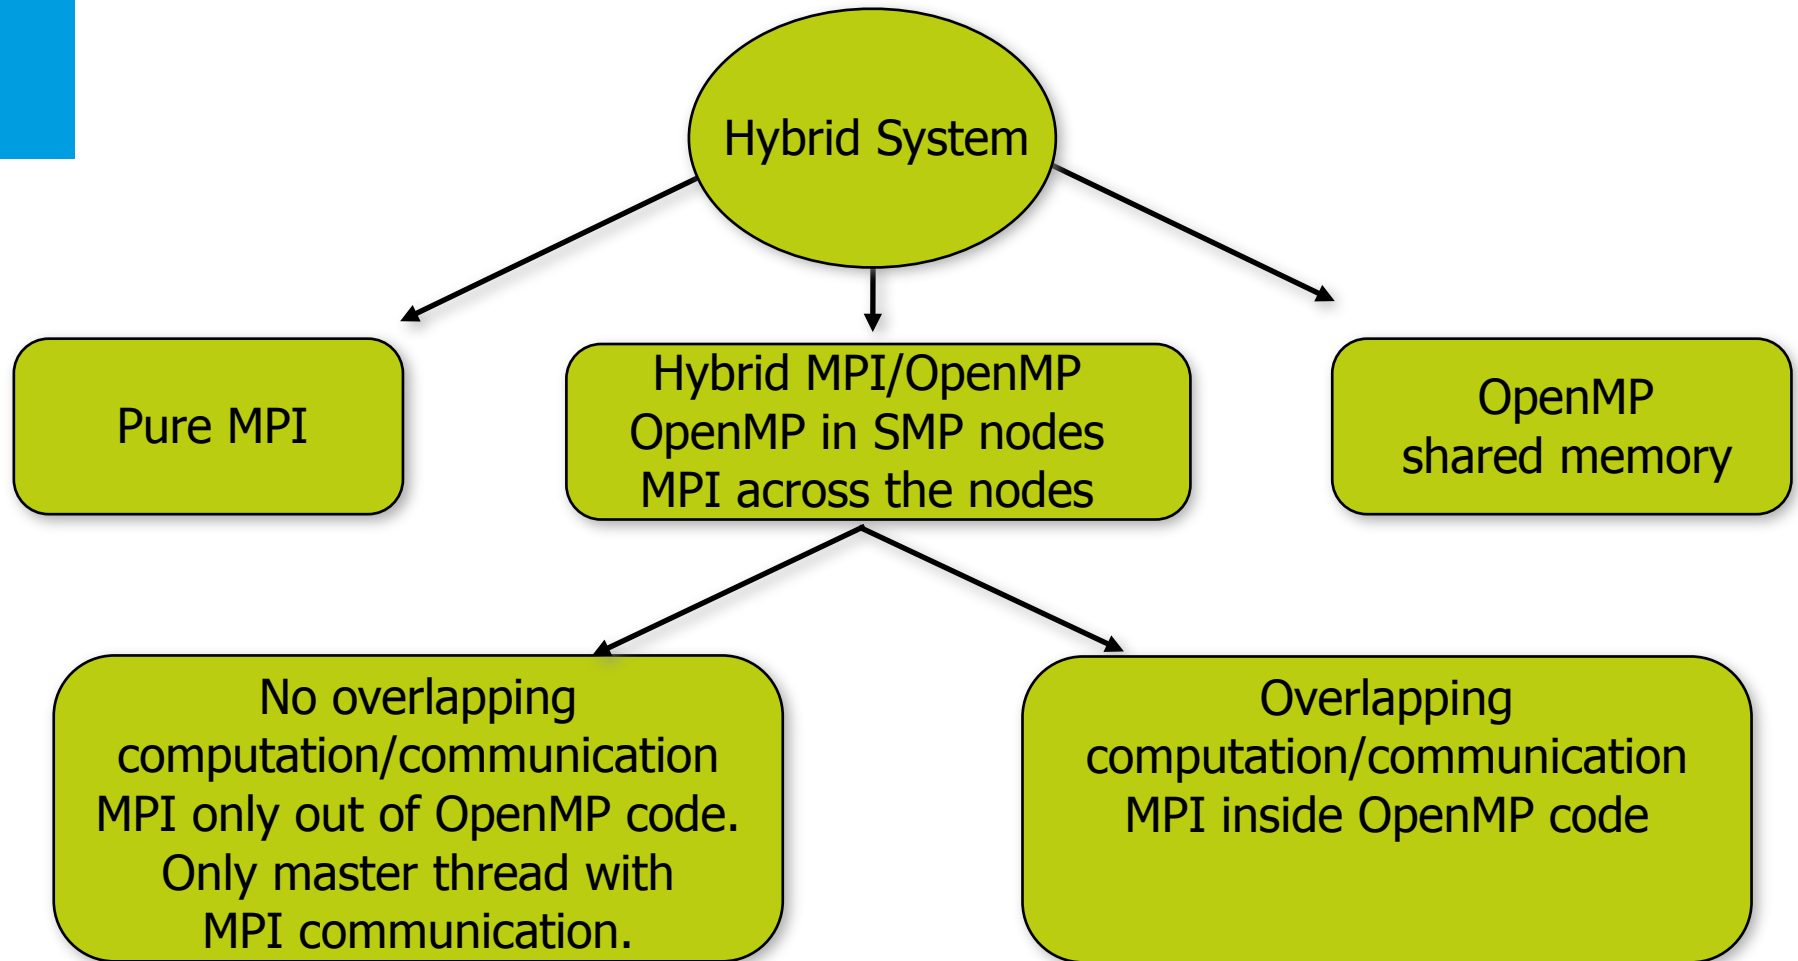 Hybrid System
Pure MPI
Hybrid MPI/OpenMP
OpenMP in SMP nodes
MPI across the nodes
OpenMP
shared memory
No overlapping
computation/communication
MPI only out of OpenMP code.
Only master thread with
MPI communication.
Overlapping
computation/communication
MPI inside OpenMP code